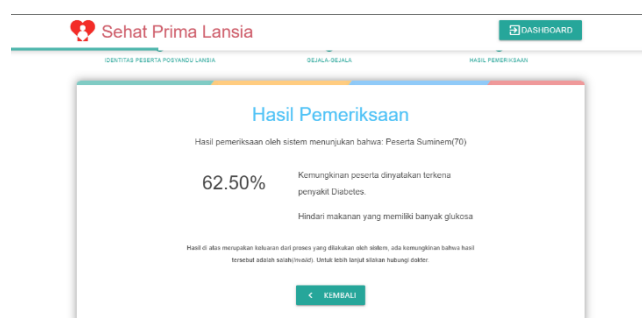 Sehat Prima Lansia
DASHBOARD
IDENTITAS PESERTA POSYANDU LANSIA
GEJALA-GEJALA
HASIL PEMERIKSAAN
Hasil Pemeriksaan
Hasil pemeriksaan oleh sistem menunjukan bahwa: Peserta Suminem(70)
62.50%
Kemungkinan peserta dinyatakan terkena
penyakit Diabetes.
Hindari makanan yang memiliki banyak glukosa
Hasil di atas merupakan keluaran dari proses yang dilakukan oleh sistem, ada kemungkinan bahwa hasil
tersebut adalah salah(invalid). Untuk lebih lanjut silakan hubungi dokter.
KEMBALI